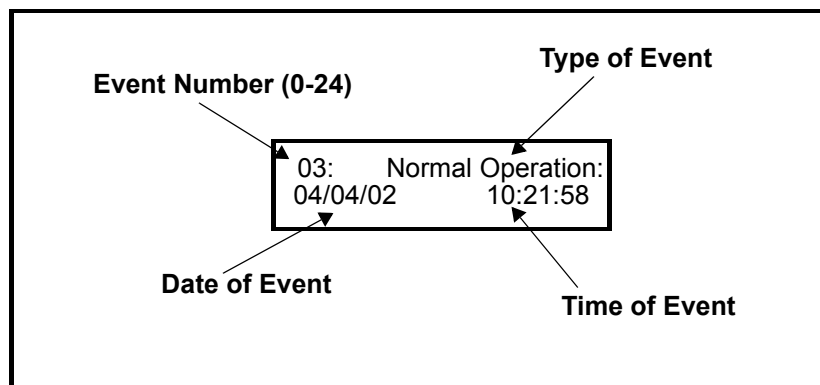 Type of Event
Event Number (0-24)
03: Normal Operation:
04/04/02 10:21:58
Date of Event
Time of Event